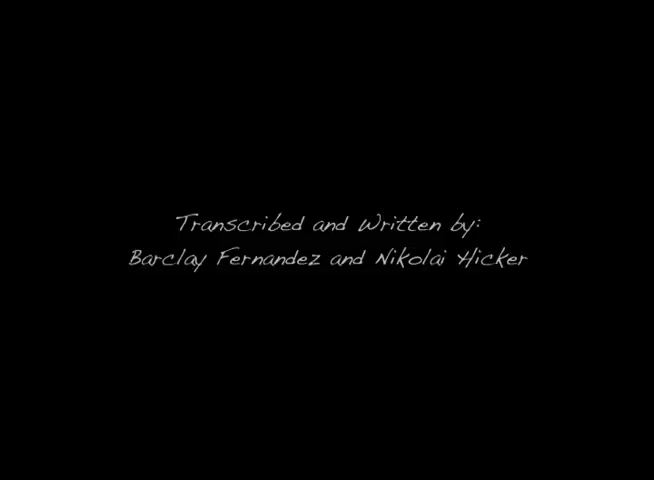 Transcribed and Written by:
Barclay Fernandez and Nikolai Hicker